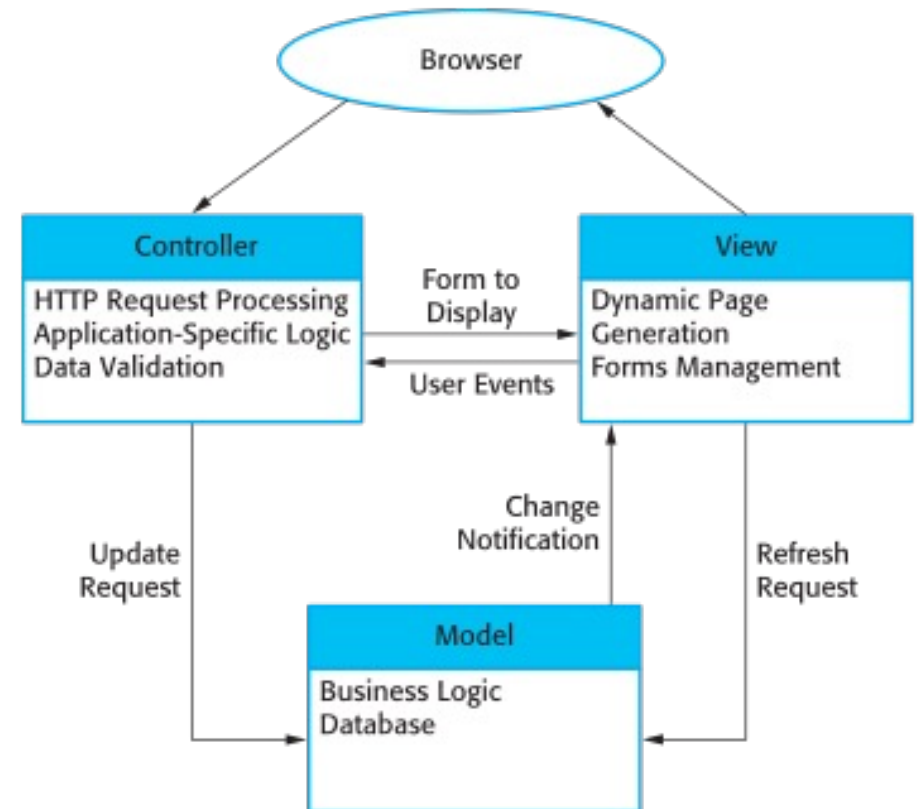 Browser
Controller
HTTP Request Processing
Application-Specific Logic
Data Validation
Form to
Display
User Events
View
Dynamic Page
Generation
Forms Management
Update
Request
Change
Notification
Refresh
Request
Model
Business Logic
Database